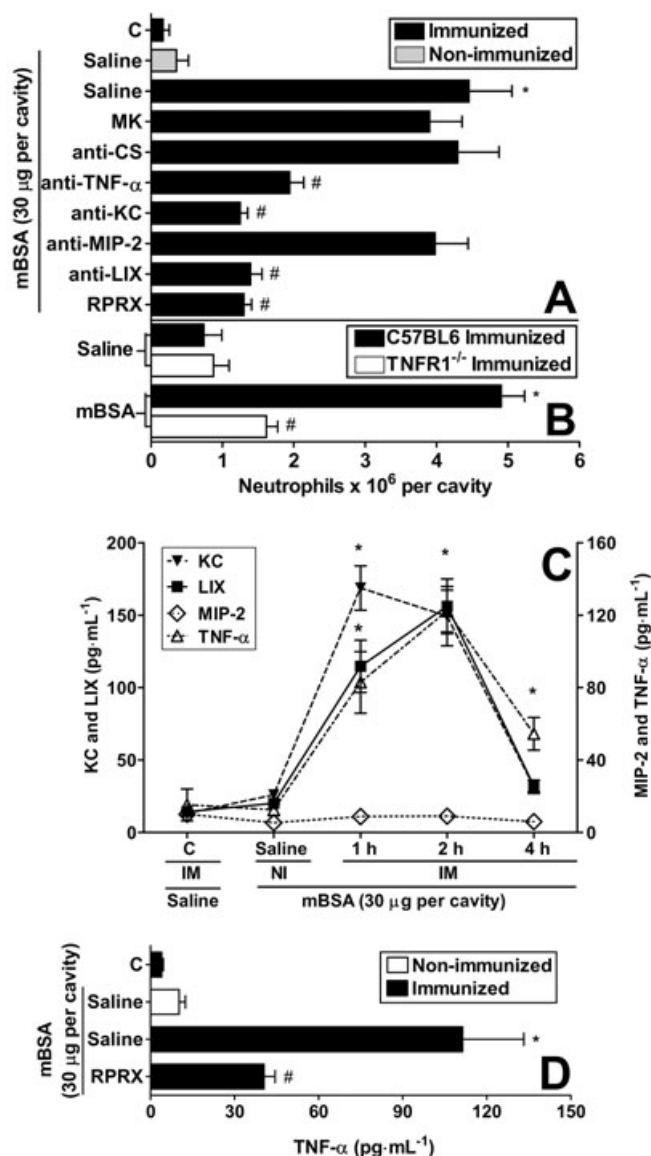 C
Saline
Saline
MK
anti-CS
anti-TNF-α
anti-KC
anti-MIP-2
anti-LIX
RPRX
mBSA (30 μg per cavity)
Immunized
Non-immunized
*
#
#
#
#
A
Saline
mBSA
C57BL6 Immunized
TNFR1-/- Immunized
*
#
B
0 1 2 3 4 5 6
Neutrophils x 10⁶ per cavity
C
KC
LIX
MIP-2
TNF-α
* * * *
200
150
100
50
0
KC and LIX (pg·mL⁻¹)
160
120
80
40
0
MIP-2 and TNF-α (pg·mL⁻¹)
C Saline 1 h 2 h 4 h
IM NI IM
Saline mBSA (30 μg per cavity)
C
Saline
Saline
RPRX
mBSA
(30 μg per cavity)
Non-immunized
Immunized
*
#
D
0 30 60 90 120 150
TNF-α (pg·mL⁻¹)